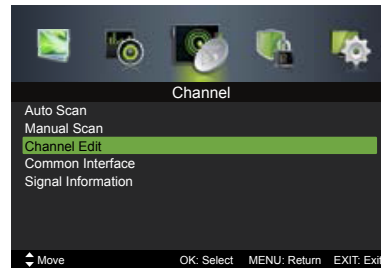 Channel
Auto Scan
Manual Scan
Channel Edit
Common Interface
Signal Information
Move OK: Select MENU: Return EXIT: Exit